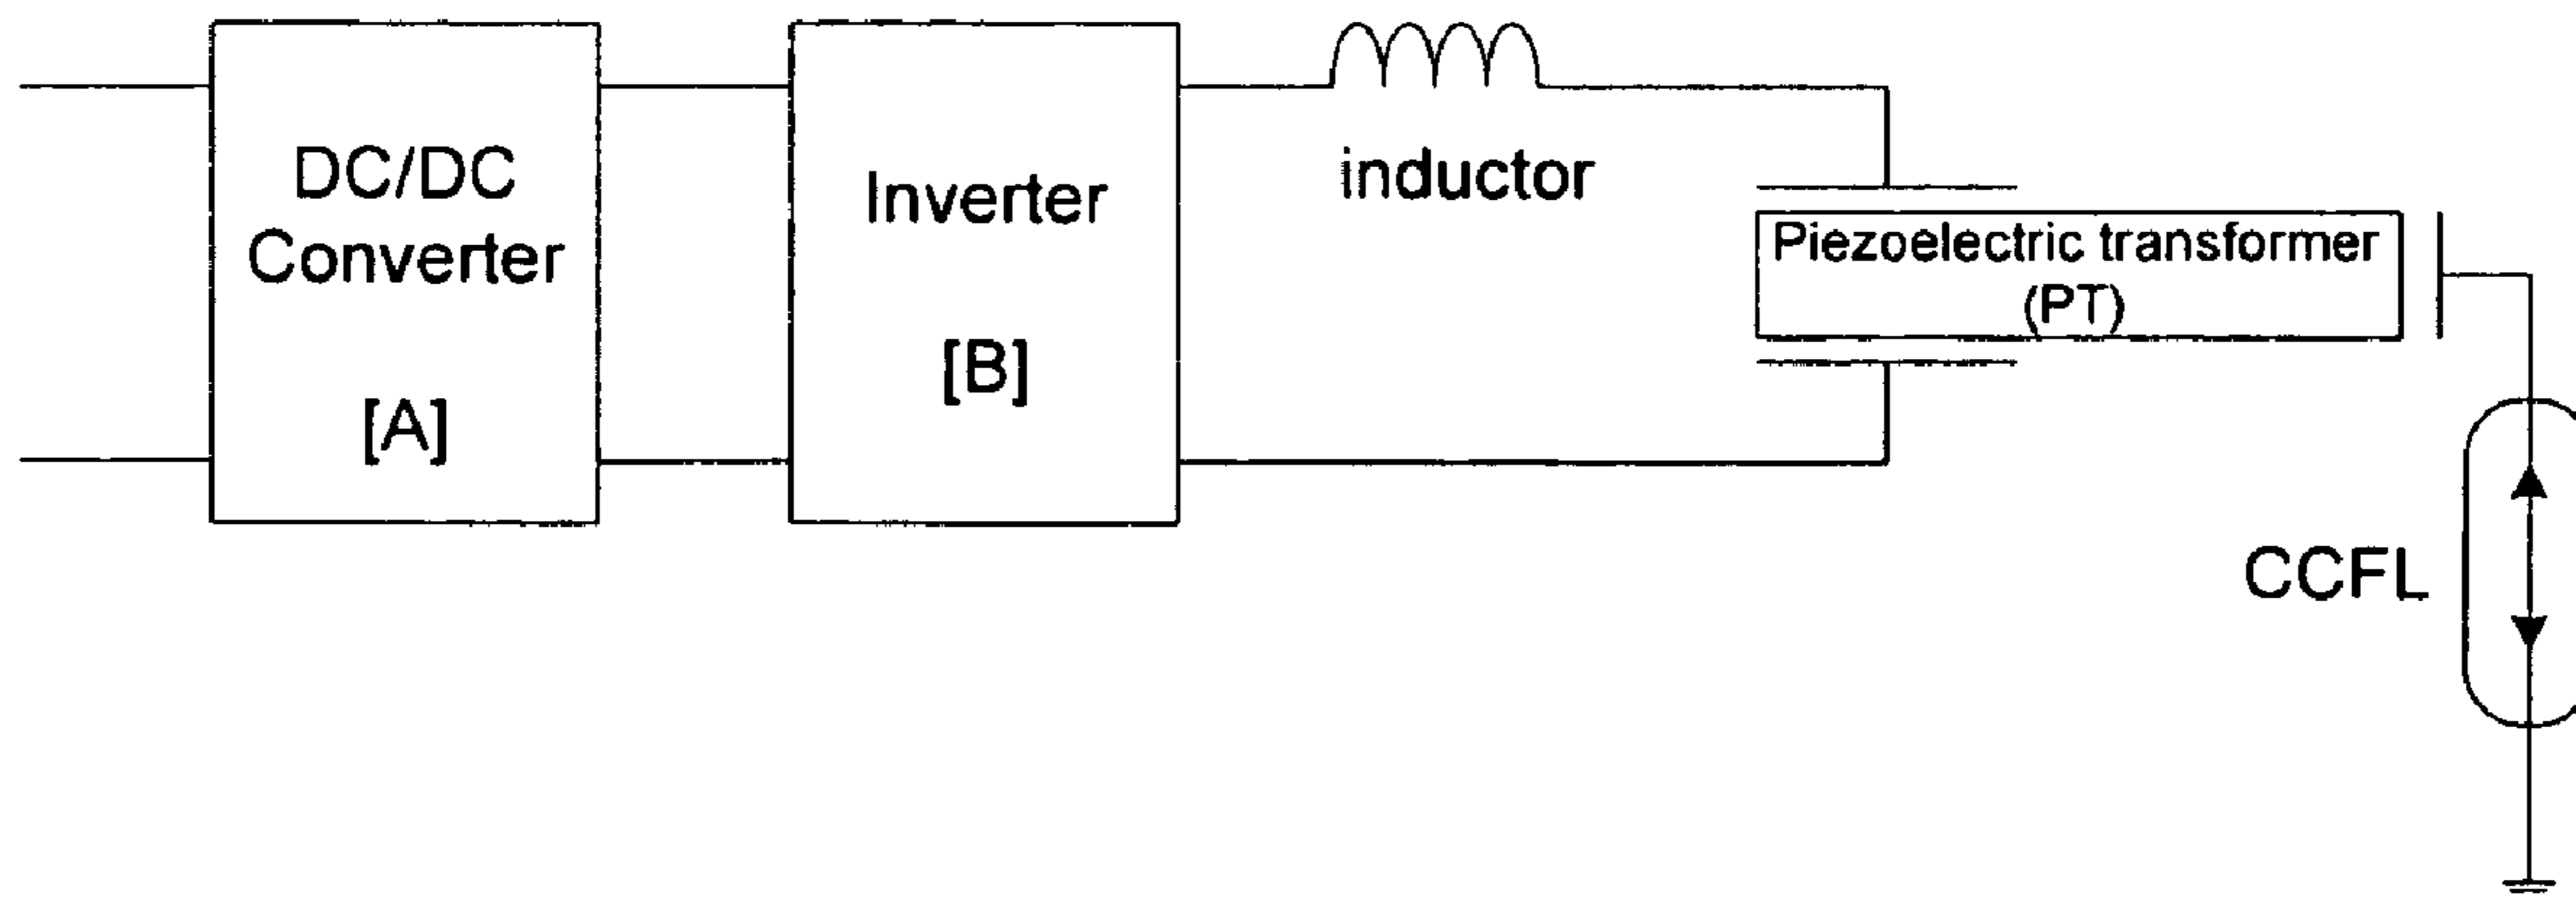 DC/DC
Converter
[A]
Inverter
[B]
inductor
Piezoelectric transformer
(PT)
CCFL